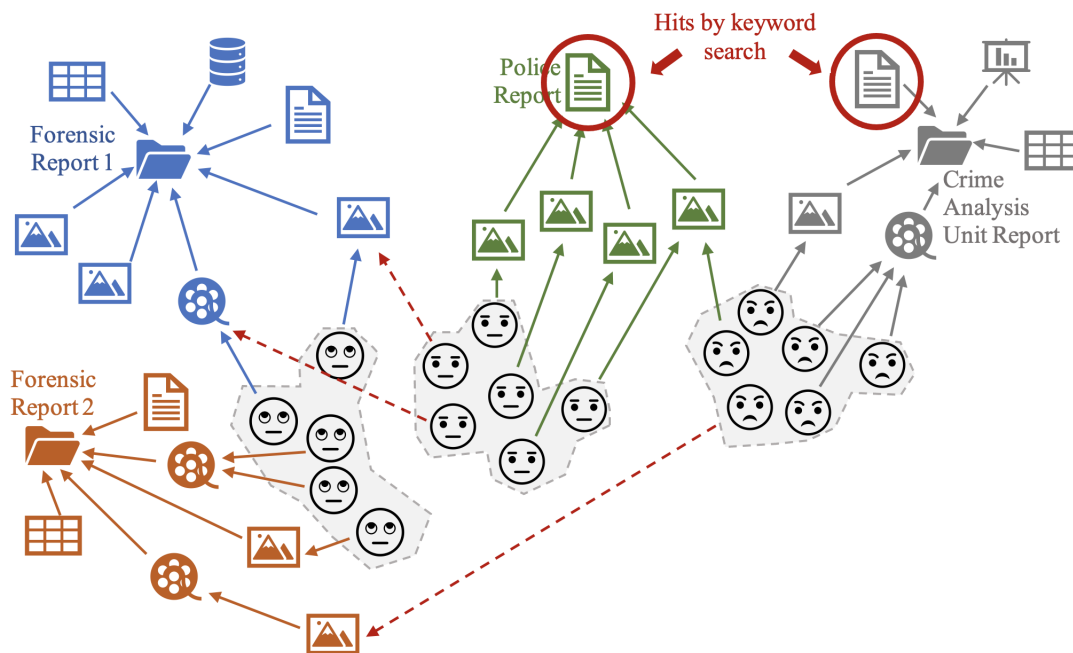 Hits by keyword
search
Police
Report
Forensic
Report 1
Crime
Analysis
Unit Report
Forensic
Report 2